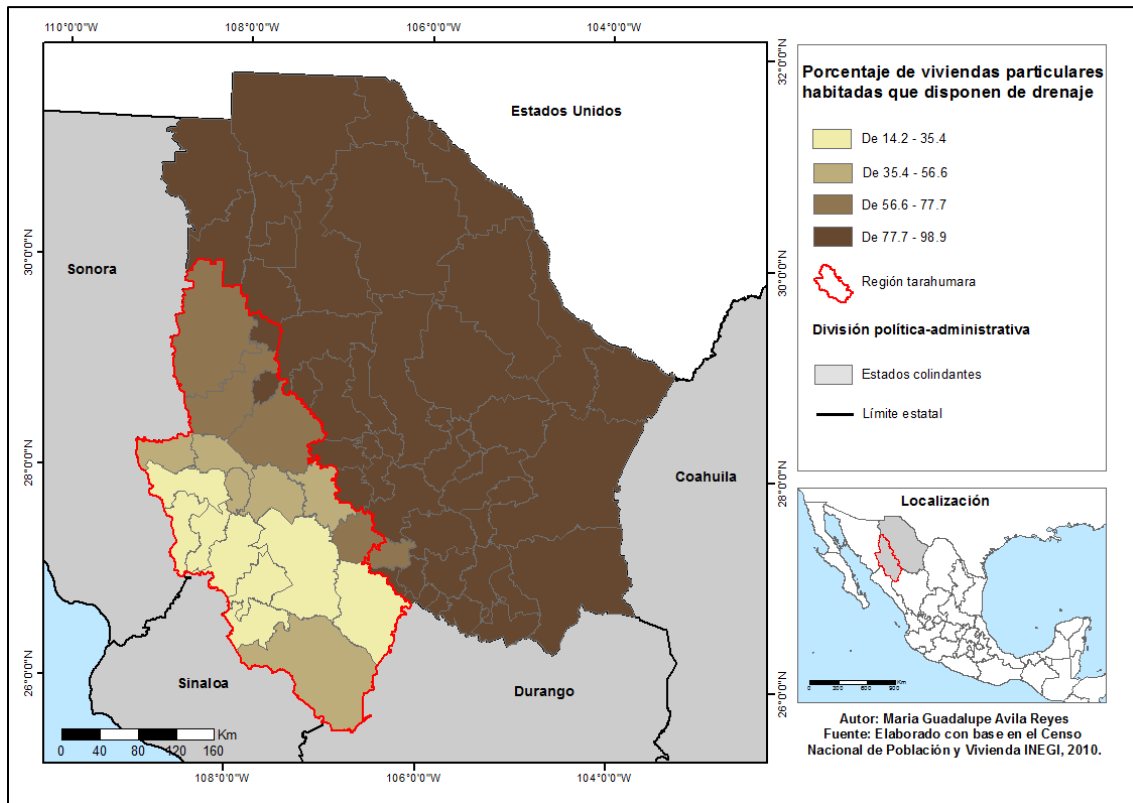 110°0'0"W
108°0'0"W
106°0'0"W
104°0'0"W
32°0'0"N
30°0'0"N
28°0'0"N
26°0'0"N
30°0'0"N
28°0'0"N
26°0'0"N
Estados Unidos
Sonora
Coahuila
Sinaloa
Durango
Km
0 40 80 120 160
108°0'0"W
106°0'0"W
104°0'0"W
Porcentaje de viviendas particulares
habitadas que disponen de drenaje
De 14.2 - 35.4
De 35.4 - 56.6
De 56.6 - 77.7
De 77.7 - 98.9
Región tarahumara
División política-administrativa
Estados colindantes
Límite estatal
Localización
Km
0 300 600 900
Autor: Maria Guadalupe Avila Reyes
Fuente: Elaborado con base en el Censo
Nacional de Población y Vivienda INEGI, 2010.